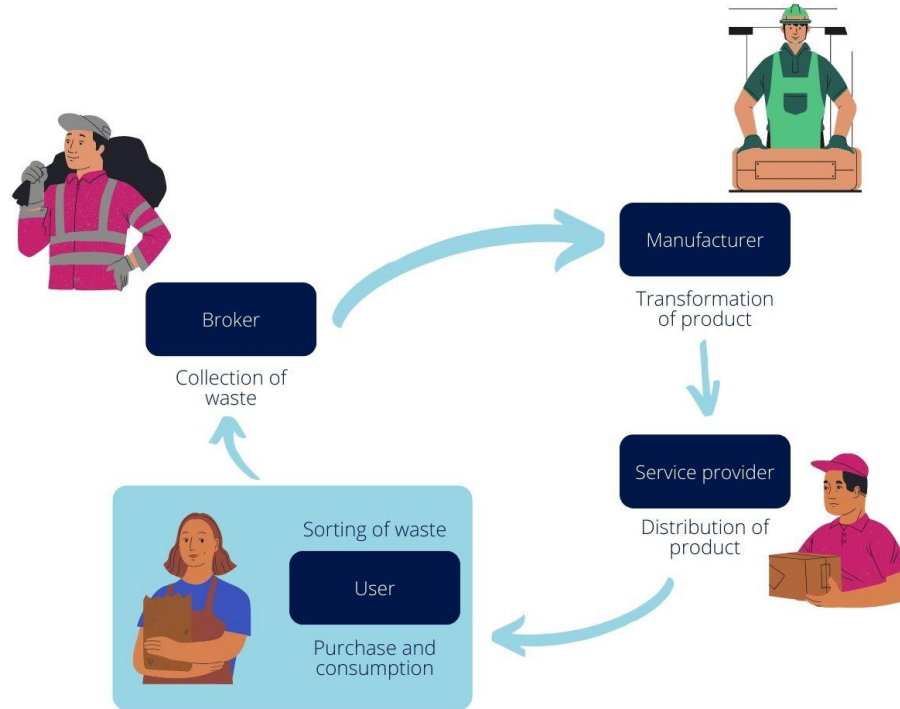 Manufacturer
Transformation
of product
Broker
Collection of
waste
Service provider
Distribution of
product
Sorting of waste
User
Purchase and
consumption